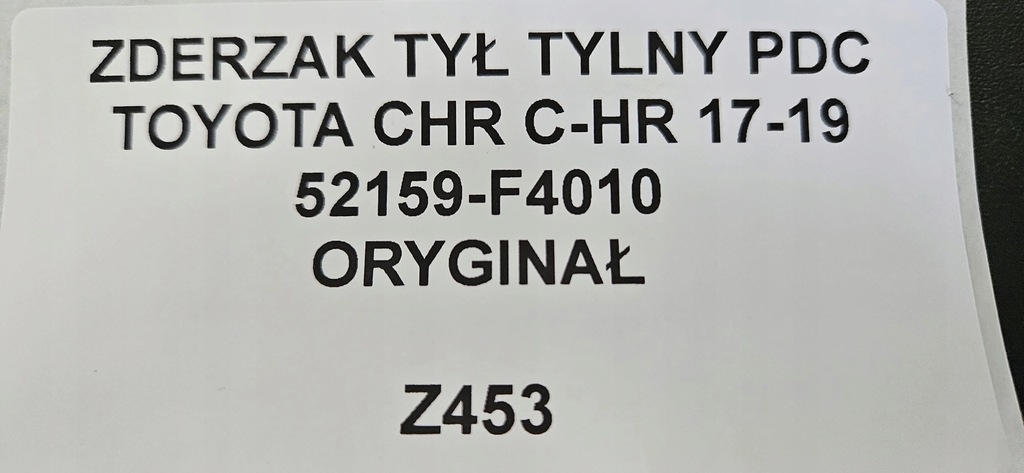 ZDERZAK TYŁ TYLNY PDC
TOYOTA CHR C-HR 17-19
52159-F4010
ORYGINAŁ
Z453